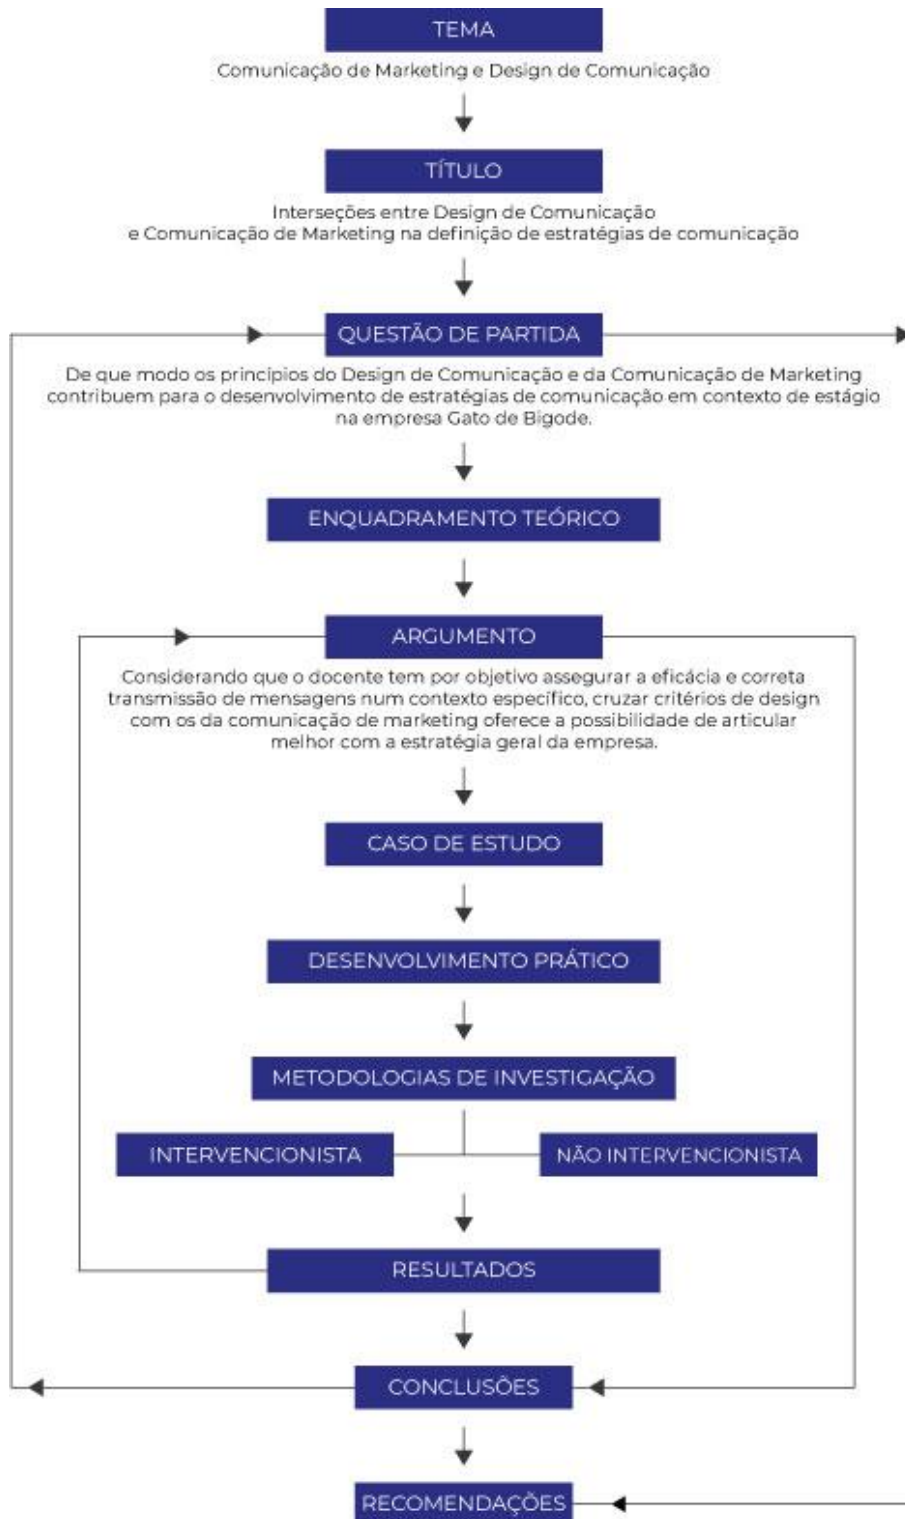 TEMA
Comunicação de Marketing e Design de Comunicação
TÍTULO
Interseções entre Design de Comunicação
e Comunicação de Marketing na definição de estratégias de comunicação
QUESTÃO DE PARTIDA
De que modo os princípios do Design de Comunicação e da Comunicação de Marketing
contribuem para o desenvolvimento de estratégias de comunicação em contexto de estágio
na empresa Gato de Bigode.
ENQUADRAMENTO TEÓRICO
ARGUMENTO
Considerando que o docente tem por objetivo assegurar a eficácia e correta
transmissão de mensagens num contexto específico, cruzar critérios de design
com os da comunicação de marketing oferece a possibilidade de articular
melhor com a estratégia geral da empresa.
CASO DE ESTUDO
DESENVOLVIMENTO PRÁTICO
METODOLOGIAS DE INVESTIGAÇÃO
INTERVENCIONISTA
NÃO INTERVENCIONISTA
RESULTADOS
CONCLUSÕES
RECOMENDAÇÕES